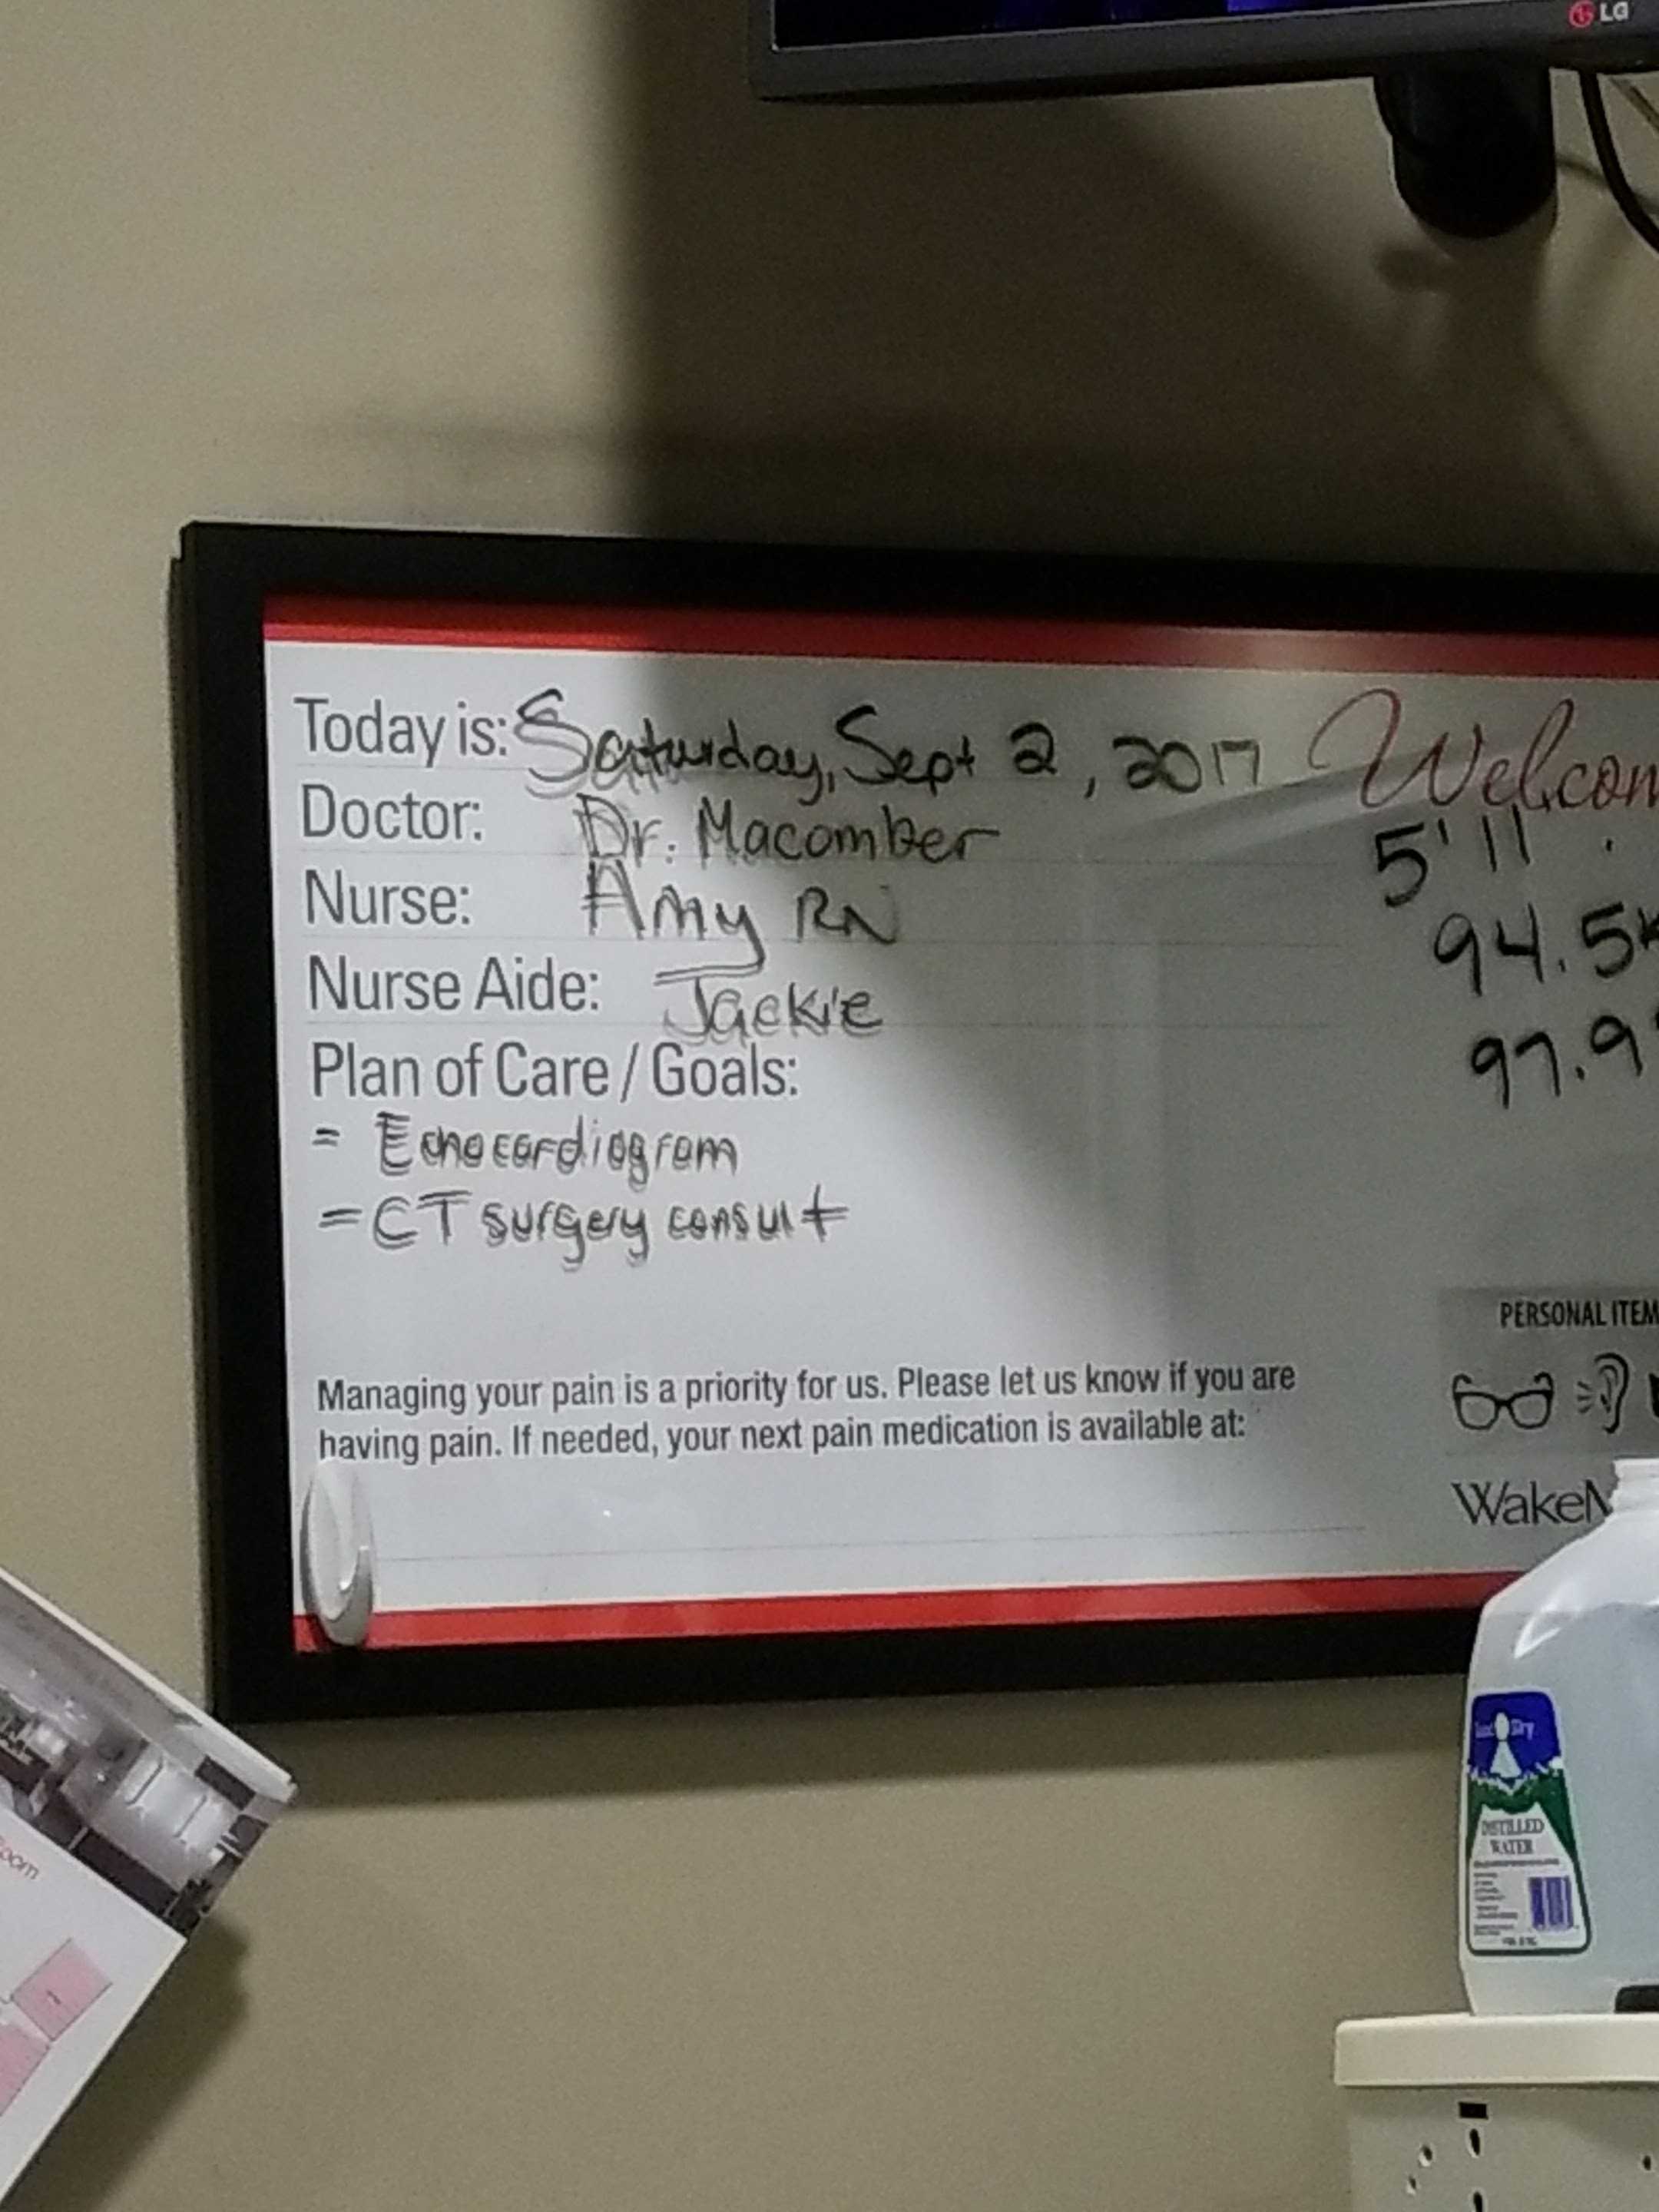 LG
Today is: Saturday, Sept 2, 2017
Welcom
Doctor: Dr. Macomber
5'11
Nurse: Amy RN
94.5k
Nurse Aide: Jackie
97.9
Plan of Care / Goals:
= Echocardiogram
= CT surgery consult
PERSONAL ITEM
Managing your pain is a priority for us. Please let us know if you are
having pain. If needed, your next pain medication is available at:
WakeM
DISTILLED
WATER
oom